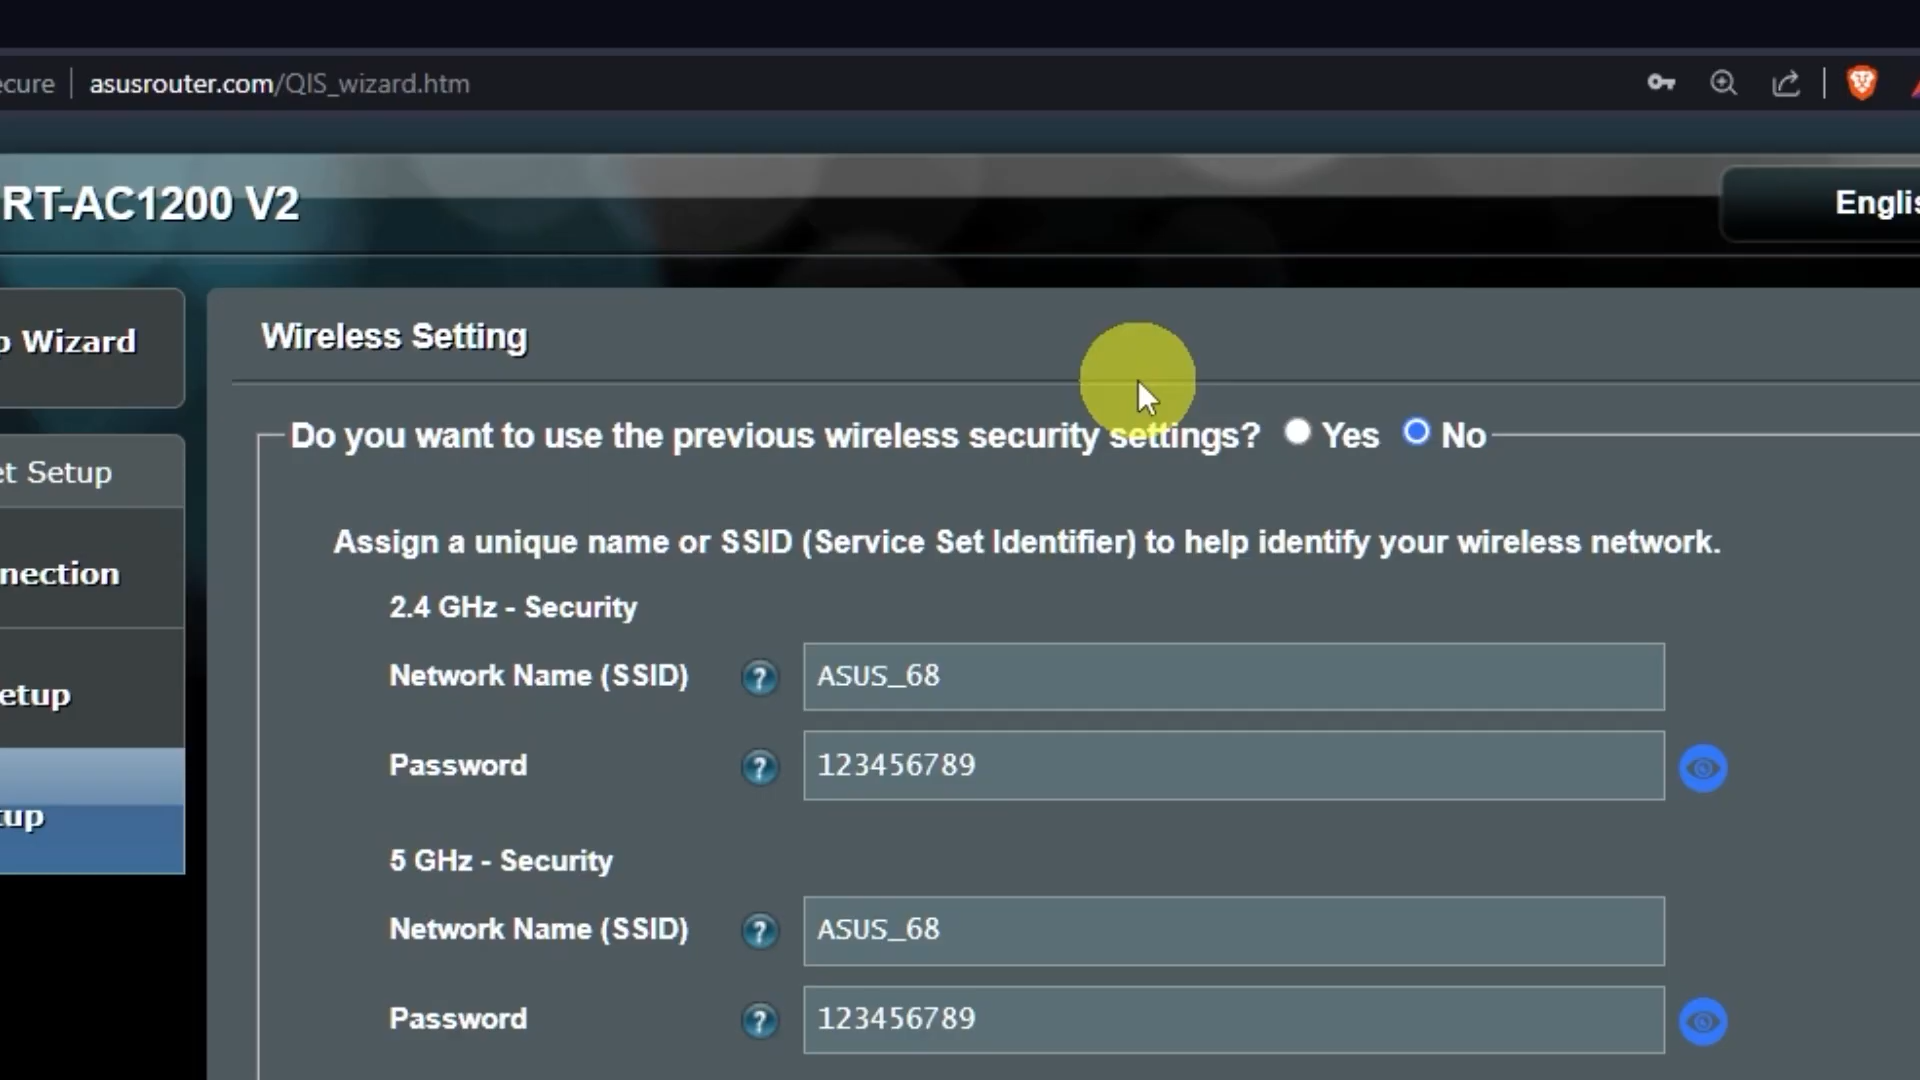 ecure | asusrouter.com/QIS_wizard.htm
RT-AC1200 V2
Englis
o Wizard
et Setup
nnection
etup
tup
Wireless Setting
Do you want to use the previous wireless security settings? Yes No
Assign a unique name or SSID (Service Set Identifier) to help identify your wireless network.
2.4 GHz - Security
Network Name (SSID) ? ASUS_68
Password ? 123456789
5 GHz - Security
Network Name (SSID) ? ASUS_68
Password ? 123456789